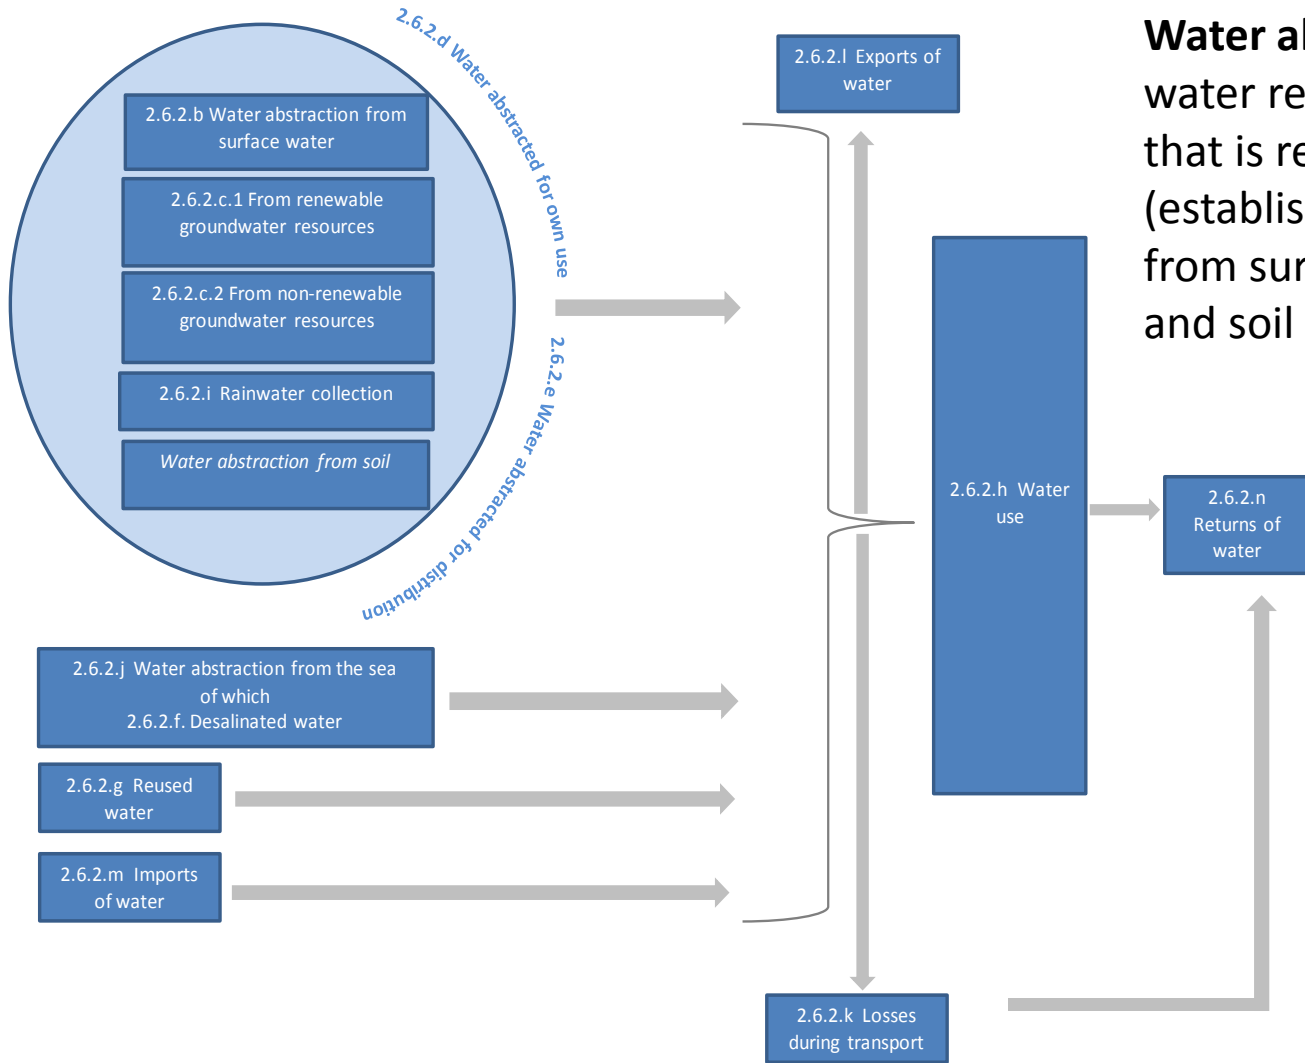 2.6.2.d Water abstracted for own use
2.6.2.b Water abstraction from
surface water
2.6.2.c.1 From renewable
groundwater resources
2.6.2.c.2 From non-renewable
groundwater resources
2.6.2.i Rainwater collection
Water abstraction from soil
2.6.2.e Water abstracted for distribution
2.6.2.j Water abstraction from the sea
of which
2.6.2.f. Desalinated water
2.6.2.g Reused
water
2.6.2.m Imports
of water
2.6.2.l Exports of
water
2.6.2.h Water
use
2.6.2.k Losses
during transport
2.6.2.n
Returns of
water
Water
water re
that is re
(establis
from sur
and soil